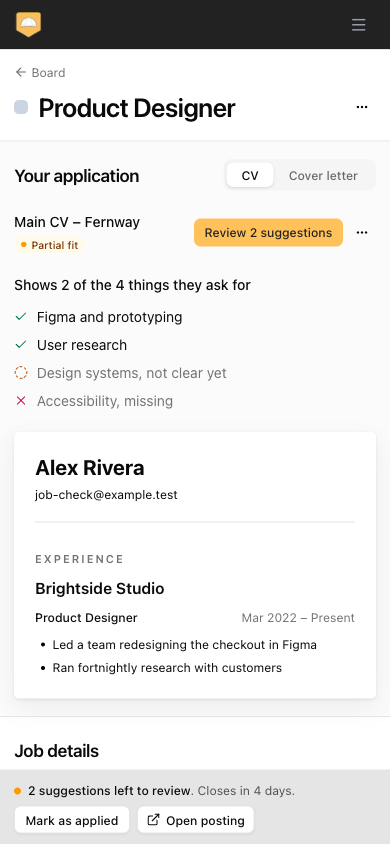 Board
Product Designer
Your application
CV
Cover letter
Main CV – Fernway
Review 2 suggestions
Partial fit
Shows 2 of the 4 things they ask for
Figma and prototyping
User research
Design systems, not clear yet
Accessibility, missing
Alex Rivera
job-check@example.test
EXPERIENCE
Brightside Studio
Product Designer
Mar 2022 – Present
• Led a team redesigning the checkout in Figma
• Ran fortnightly research with customers
Job details
2 suggestions left to review. Closes in 4 days.
Mark as applied
Open posting